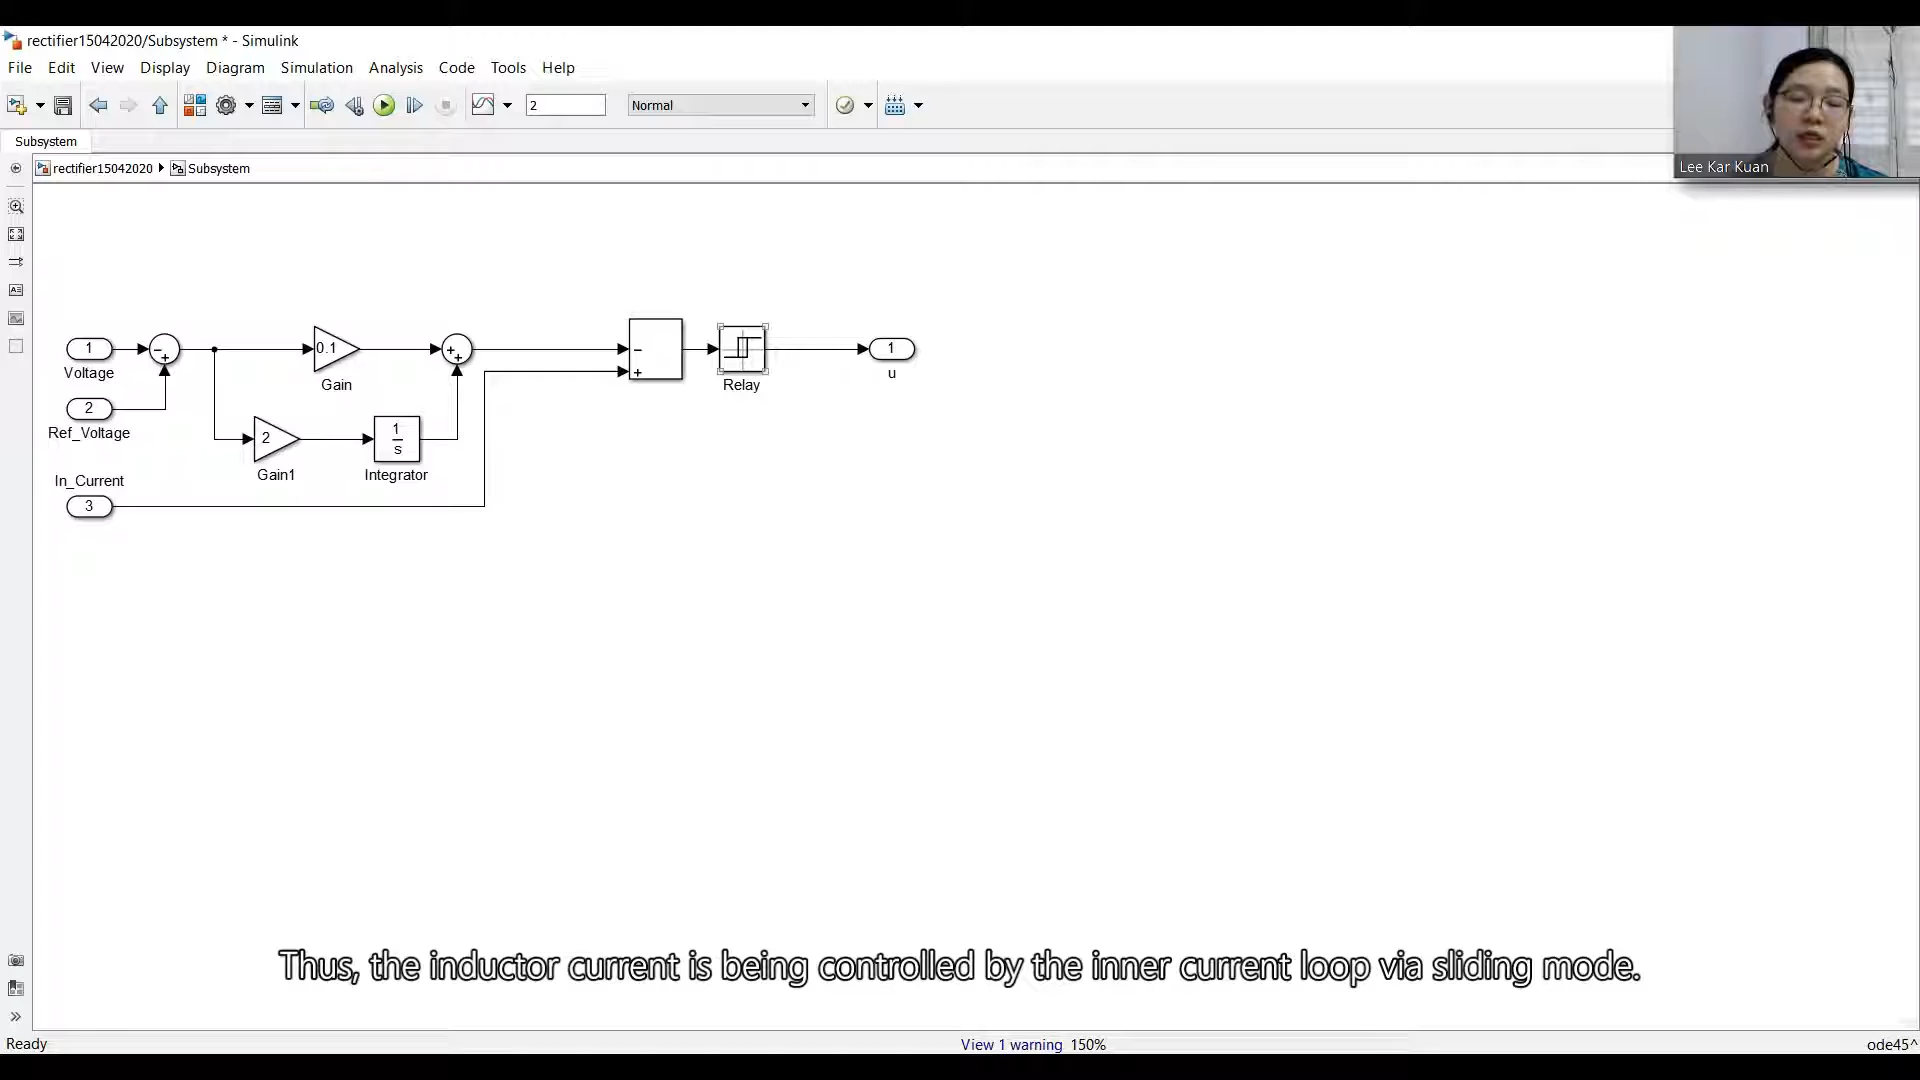 rectifier15042020/Subsystem * - Simulink
File Edit View Display Diagram Simulation Analysis Code Tools Help
2 Normal
Subsystem
rectifier15042020 Subsystem
Lee Kar Kuan
1 - + 0.1 + + - + 1
Voltage Gain Relay u
2
Ref_Voltage
2 1
s
Gain1 Integrator
In_Current
3
Thus, the inductor current is being controlled by the inner current loop via sliding mode.
Ready View 1 warning 150% ode45^